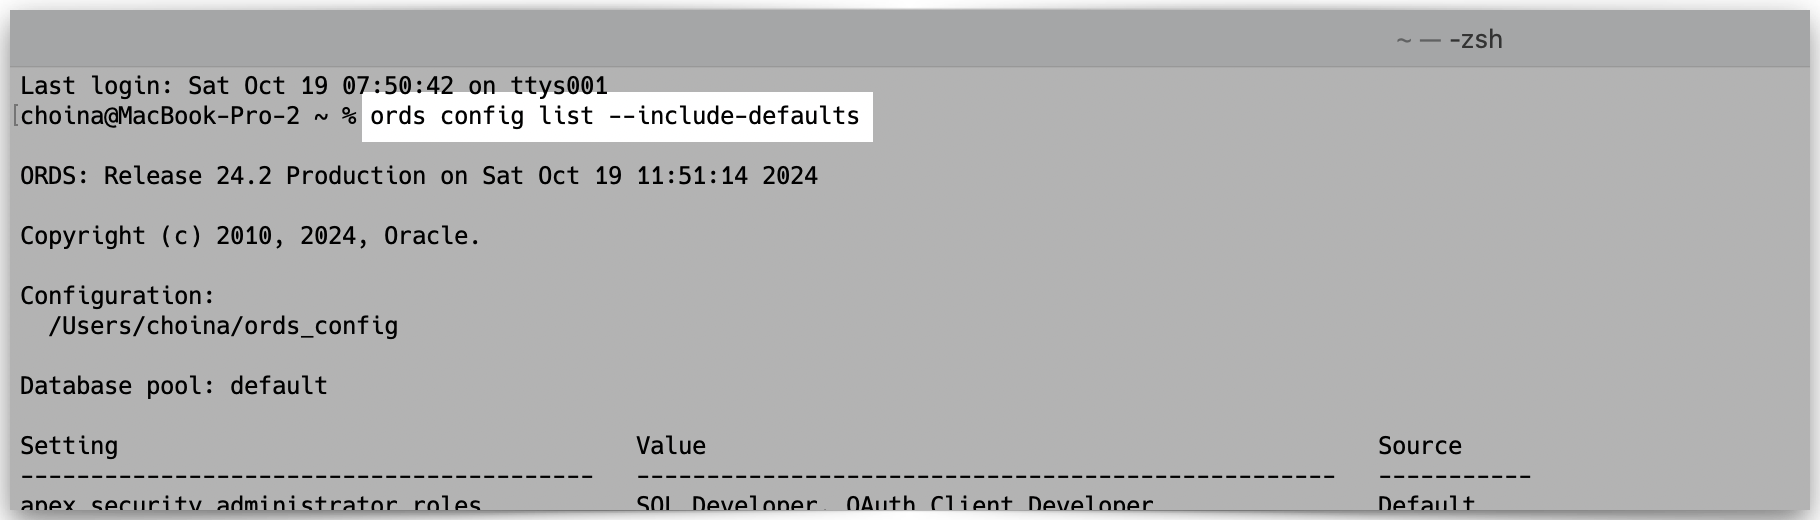 ~ — -zsh
Last login: Sat Oct 19 07:50:42 on ttys001
[choina@MacBook-Pro-2 ~ % ords config list --include-defaults
ORDS: Release 24.2 Production on Sat Oct 19 11:51:14 2024
Copyright (c) 2010, 2024, Oracle.
Configuration:
  /Users/choina/ords_config
Database pool: default
Setting                                     Value                                              Source
-----------------------------------------   --------------------------------------------------   -----------
apex security administrator roles           SQL Developer, OAuth Client Developer                Default